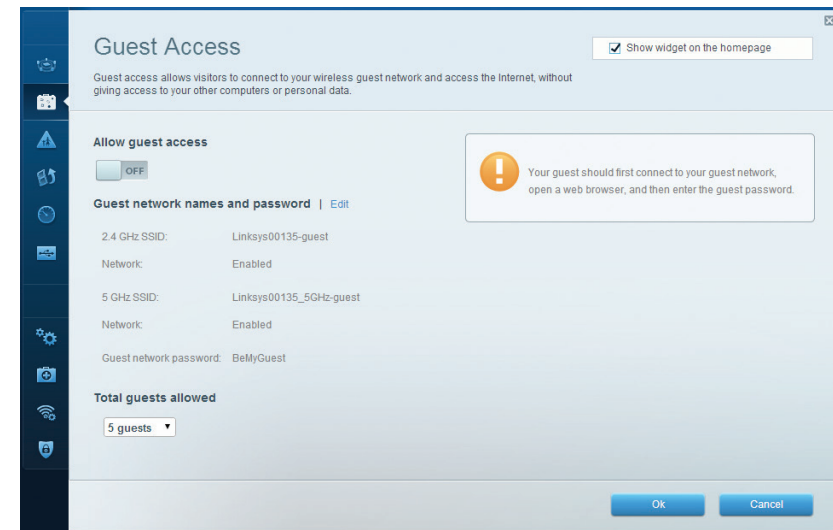 Guest Access
Show widget on the homepage
Guest access allows visitors to connect to your wireless guest network and access the Internet, without
giving access to your other computers or personal data.
Allow guest access
OFF
Your guest should first connect to your guest network,
open a web browser, and then enter the guest password.
Guest network names and password | Edit
2.4 GHz SSID: Linksys00135-guest
Network: Enabled
5 GHz SSID: Linksys00135_5GHz-guest
Network: Enabled
Guest network password: BeMyGuest
Total guests allowed
5 guests
Ok Cancel